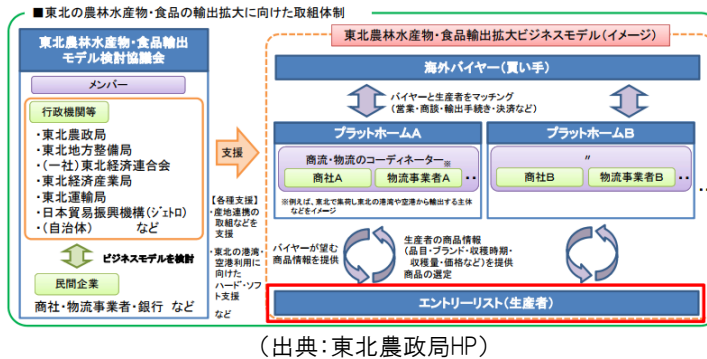 ■東北の農林水産物・食品の輸出拡大に向けた取組体制
東北農林水産物・食品輸出
モデル検討協議会
メンバー
行政機関等
・東北農政局
・東北地方整備局
・(一社)東北経済連合会
・東北経済産業局
・東北運輸局
・日本貿易振興機構(ジェトロ)
・(自治体) など
ビジネスモデルを検討
民間企業
商社・物流事業者・銀行 など
支援
【各種支援】
・産地連携の
取組などを
支援
・東北の港湾・
空港利用に
向けた
ハード・ソフ
ト支援
など
東北農林水産物・食品輸出拡大ビジネスモデル(イメージ)
海外バイヤー(買い手)
バイヤーと生産者をマッチング
(営業・商談・輸出手続き・決済など)
プラットホームA
商流・物流のコーディネーター※
商社A
物流事業者A
・・
※例えば、東北で集荷し東北の港湾や空港から輸出する主体
などをイメージ
プラットホームB
〃
商社B
物流事業者B
・・
・・
バイヤーが望む
商品情報を提供
生産者の商品情報
(品目・ブランド・収穫時期・
収穫量・価格など)を提供
商品の選定
エントリーリスト(生産者)
(出典:東北農政局HP)